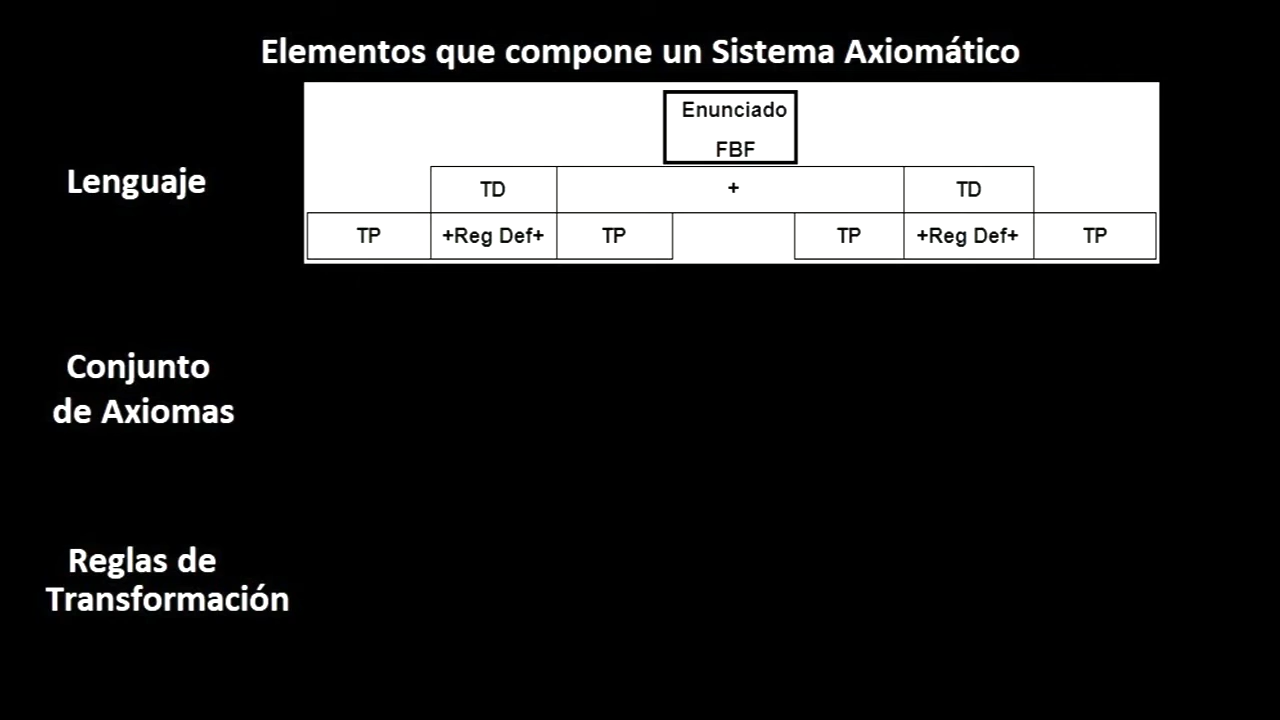 Elementos que compone un Sistema Axiomático
Enunciado
FBF
Lenguaje
TD + TD
TP +Reg Def+ TP TP +Reg Def+ TP
Conjunto
de Axiomas
Reglas de
Transformación